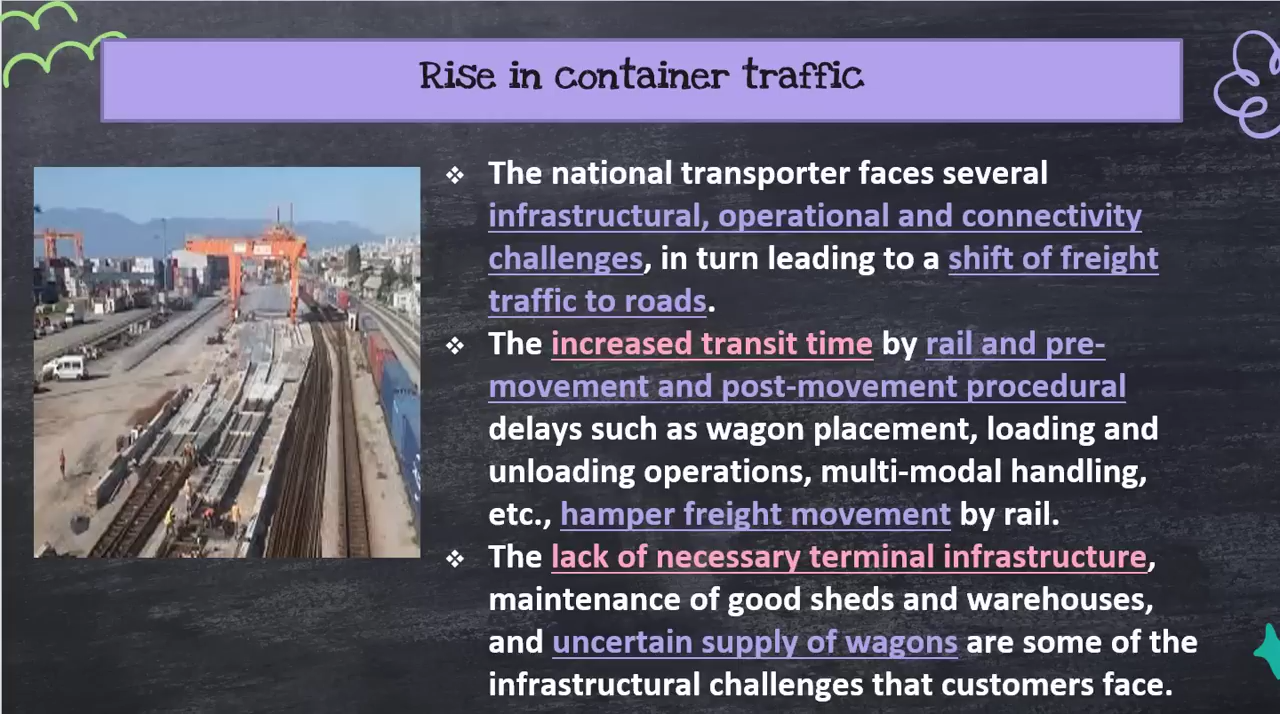 Rise in container traffic
❖ The national transporter faces several
infrastructural, operational and connectivity
challenges, in turn leading to a shift of freight
traffic to roads.
❖ The increased transit time by rail and pre-
movement and post-movement procedural
delays such as wagon placement, loading and
unloading operations, multi-modal handling,
etc., hamper freight movement by rail.
❖ The lack of necessary terminal infrastructure,
maintenance of good sheds and warehouses,
and uncertain supply of wagons are some of the
infrastructural challenges that customers face.